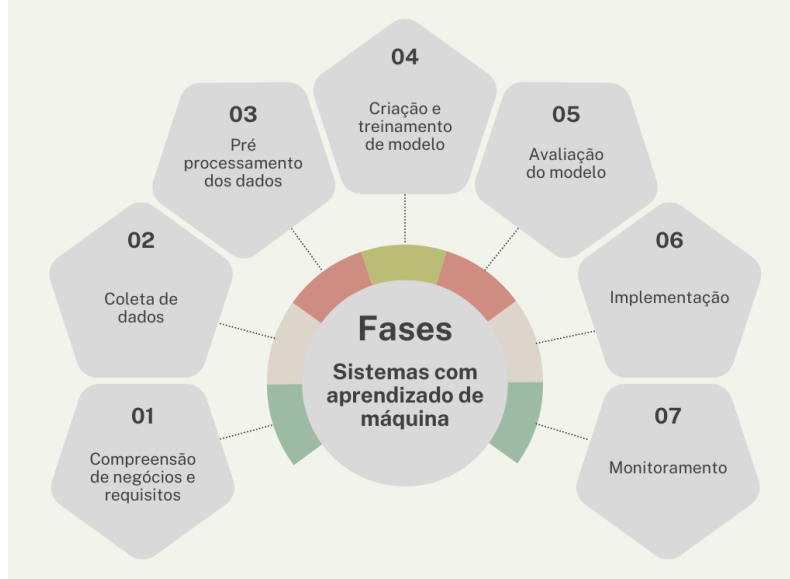 Fases
Sistemas com
aprendizado de
máquina
01
Compreensão
de negócios e
requisitos
02
Coleta de
dados
03
Pré
processamento
dos dados
04
Criação e
treinamento
de modelo
05
Avaliação
do modelo
06
Implementação
07
Monitoramento